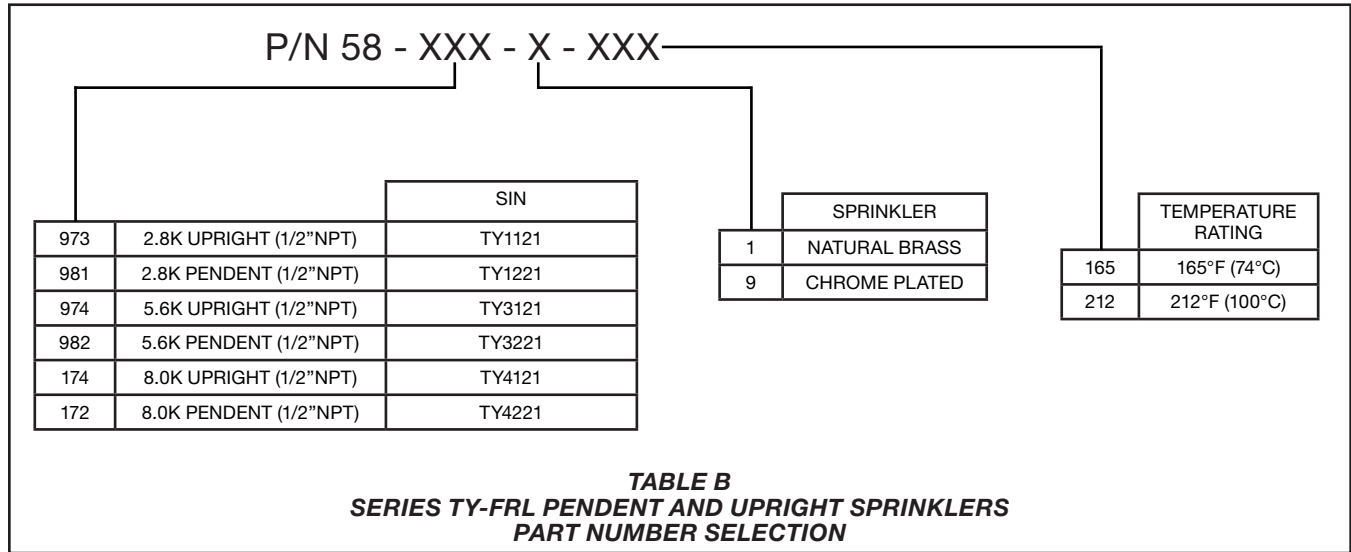 P/N 58 - XXX - X - XXX
SIN
973 2.8K UPRIGHT (1/2”NPT) TY1121
981 2.8K PENDENT (1/2”NPT) TY1221
974 5.6K UPRIGHT (1/2”NPT) TY3121
982 5.6K PENDENT (1/2”NPT) TY3221
174 8.0K UPRIGHT (1/2”NPT) TY4121
172 8.0K PENDENT (1/2”NPT) TY4221
SPRINKLER
1 NATURAL BRASS
9 CHROME PLATED
TEMPERATURE
RATING
165 165°F (74°C)
212 212°F (100°C)
TABLE B
SERIES TY-FRL PENDENT AND UPRIGHT SPRINKLERS
PART NUMBER SELECTION